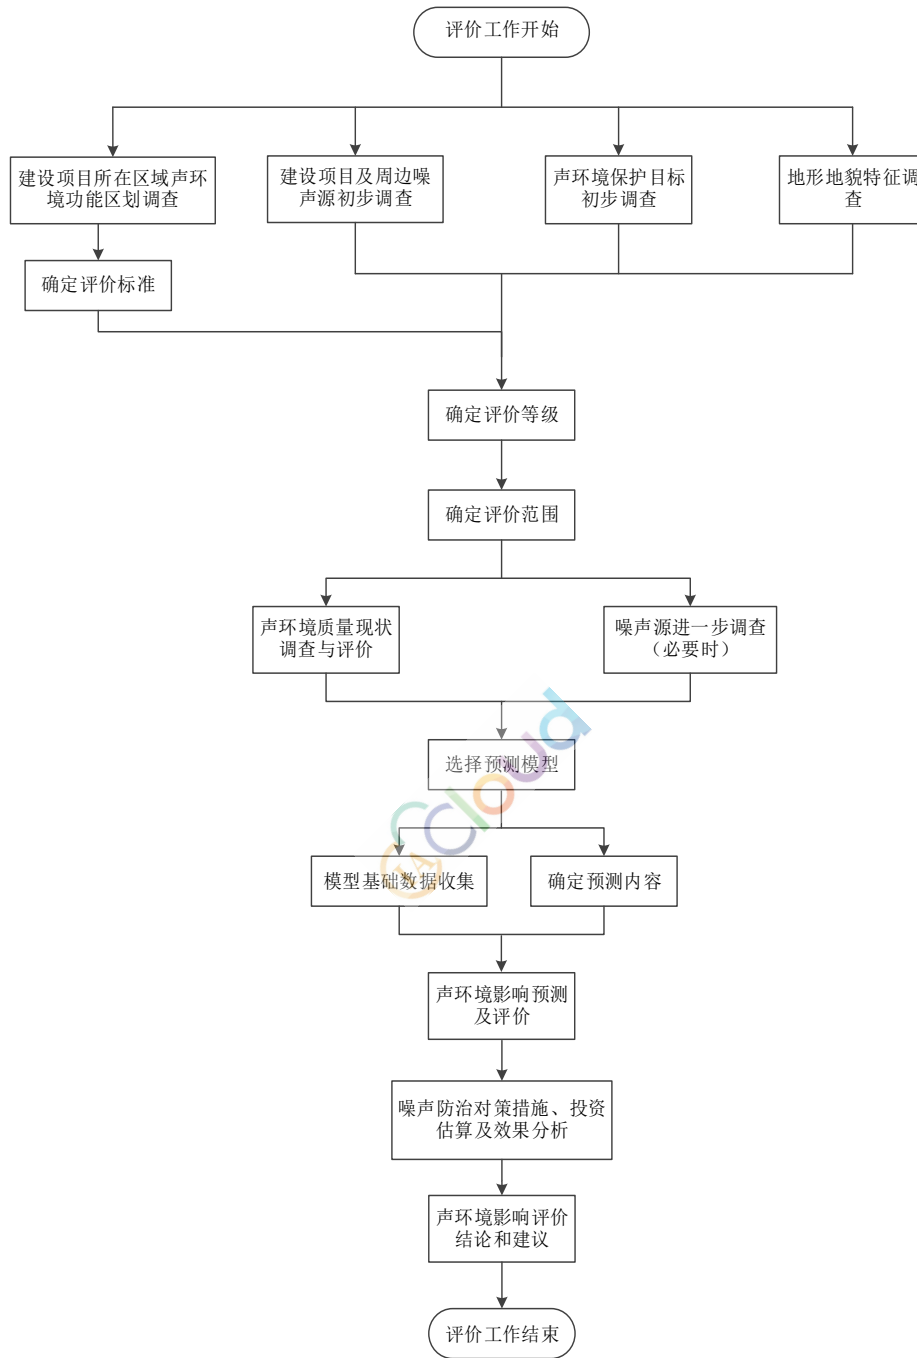 评价工作开始
建设项目所在区域声环
境功能区划调查
建设项目及周边噪
声源初步调查
声环境保护目标
初步调查
地形地貌特征调
查
确定评价标准
确定评价等级
确定评价范围
声环境质量现状
调查与评价
噪声源进一步调查
（必要时）
选择预测模型
IACloud
模型基础数据收集
确定预测内容
声环境影响预测
及评价
噪声防治对策措施、投资
估算及效果分析
声环境影响评价
结论和建议
评价工作结束